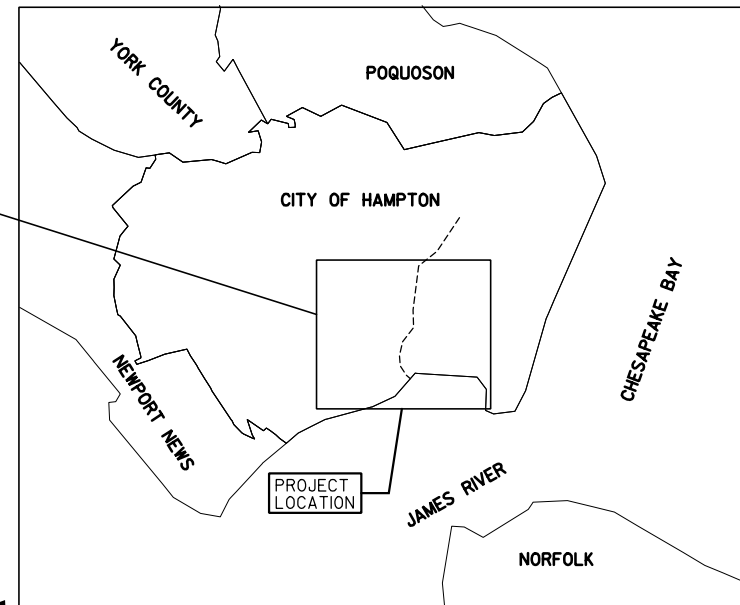 YORK COUNTY
POQUOSON
CITY OF HAMPTON
CHESAPEAKE BAY
NEWPORT NEWS
PROJECT
LOCATION
JAMES RIVER
NORFOLK